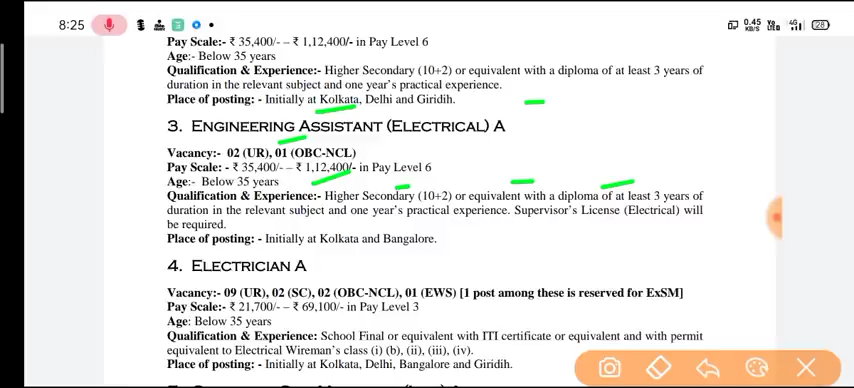 8:25
0.45
KB/S
4G
28
Pay Scale:- ₹ 35,400/- – ₹ 1,12,400/- in Pay Level 6
Age:- Below 35 years
Qualification & Experience:- Higher Secondary (10+2) or equivalent with a diploma of at least 3 years of
duration in the relevant subject and one year's practical experience.
Place of posting: - Initially at Kolkata, Delhi and Giridih.
3. ENGINEERING ASSISTANT (ELECTRICAL) A
Vacancy:- 02 (UR), 01 (OBC-NCL)
Pay Scale: - ₹ 35,400/- – ₹ 1,12,400/- in Pay Level 6
Age:- Below 35 years
Qualification & Experience:- Higher Secondary (10+2) or equivalent with a diploma of at least 3 years of
duration in the relevant subject and one year's practical experience. Supervisor's License (Electrical) will
be required.
Place of posting: - Initially at Kolkata and Bangalore.
4. ELECTRICIAN A
Vacancy:- 09 (UR), 02 (SC), 02 (OBC-NCL), 01 (EWS) [1 post among these is reserved for ExSM]
Pay Scale:- ₹ 21,700/- – ₹ 69,100/- in Pay Level 3
Age: Below 35 years
Qualification & Experience: School Final or equivalent with ITI certificate or equivalent and with permit
equivalent to Electrical Wireman's class (i) (b), (ii), (iii), (iv).
Place of posting: - Initially at Kolkata, Delhi, Bangalore and Giridih.